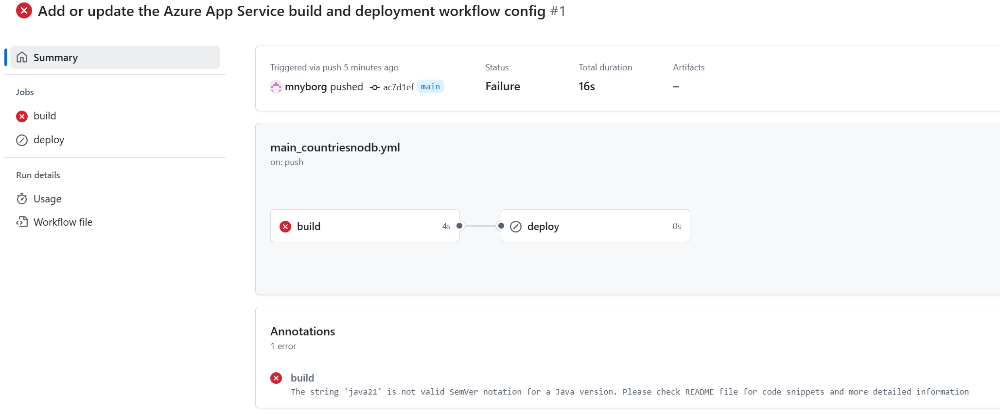 Add or update the Azure App Service build and deployment workflow config #1
Summary
Jobs
build
deploy
Run details
Usage
Workflow file
Triggered via push 5 minutes ago
mnyborg pushed ac7d1ef main
Status
Failure
Total duration
16s
Artifacts
–
main_countriesnodb.yml
on: push
build 4s
deploy 0s
Annotations
1 error
build
The string 'java21' is not valid SemVer notation for a Java version. Please check README file for code snippets and more detailed information